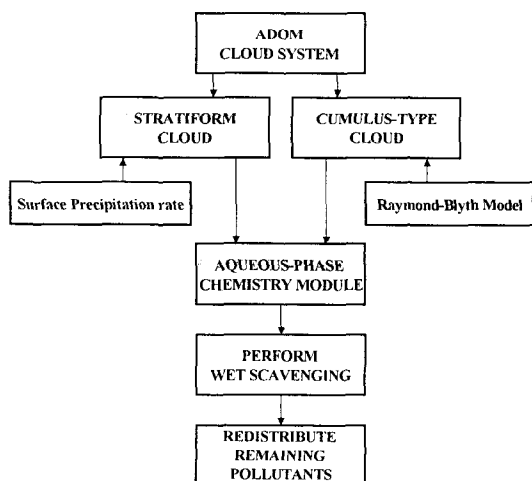 ADOM
CLOUD SYSTEM
STRATIFORM
CLOUD
CUMULUS-TYPE
CLOUD
Surface Precipitation rate
Raymond-Blyth Model
AQUEOUS-PHASE
CHEMISTRY MODULE
PERFORM
WET SCAVENGING
REDISTRIBUTE
REMAINING
POLLUTANTS